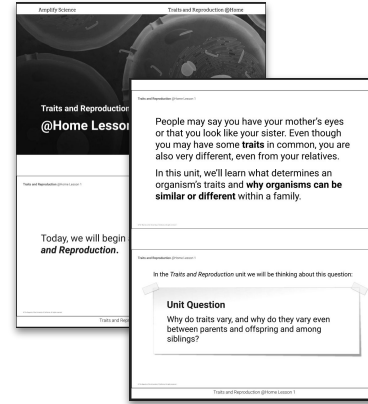 Amplify Science
Traits and Reproduction @Home
Traits and Reproduction
@Home Lesson
Traits and Reproduction @Home Lesson 1
Today, we will begin
and Reproduction.
Traits and Rep
Traits and Reproduction @Home Lesson 1
People may say you have your mother's eyes
or that you look like your sister. Even though
you may have some traits in common, you are
also very different, even from your relatives.
In this unit, we'll learn what determines an
organism's traits and why organisms can be
similar or different within a family.
Traits and Reproduction @Home Lesson 1
In the Traits and Reproduction unit we will be thinking about this question:
Unit Question
Why do traits vary, and why do they vary even
between parents and offspring and among
siblings?
Traits and Reproduction @Home Lesson 1